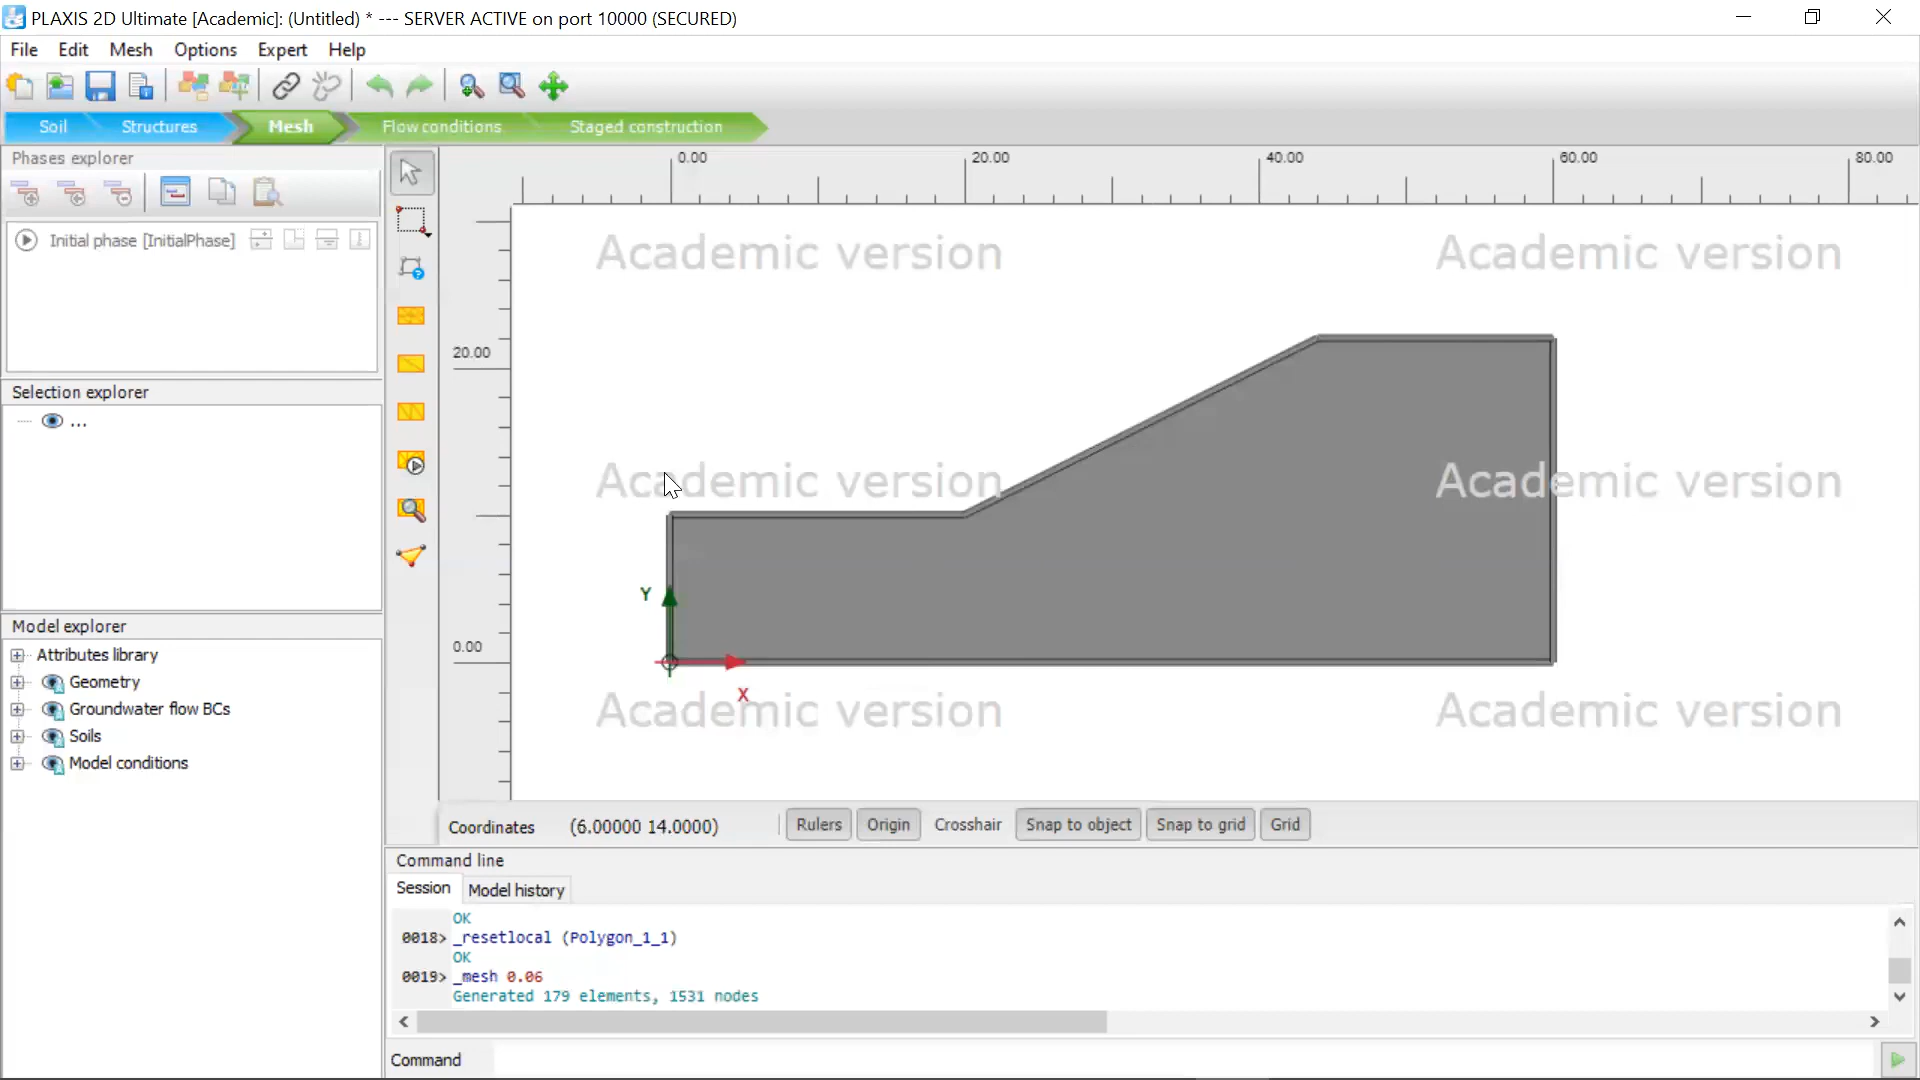 PLAXIS 2D Ultimate [Academic]: (Untitled) * --- SERVER ACTIVE on port 10000 (SECURED)
File Edit Mesh Options Expert Help
Soil Structures Mesh Flow conditions Staged construction
Phases explorer
Initial phase [InitialPhase]
Selection explorer
...
Model explorer
Attributes library
Geometry
Groundwater flow BCs
Soils
Model conditions
0.00 20.00 40.00 60.00 80.00
Academic version Academic version
20.00
Academic version Academic version
Y
0.00
X
Academic version Academic version
Coordinates (6.00000 14.0000) Rulers Origin Crosshair Snap to object Snap to grid Grid
Command line
Session Model history
OK
0018> _resetlocal (Polygon_1_1)
OK
0019> _mesh 0.06
Generated 179 elements, 1531 nodes
Command